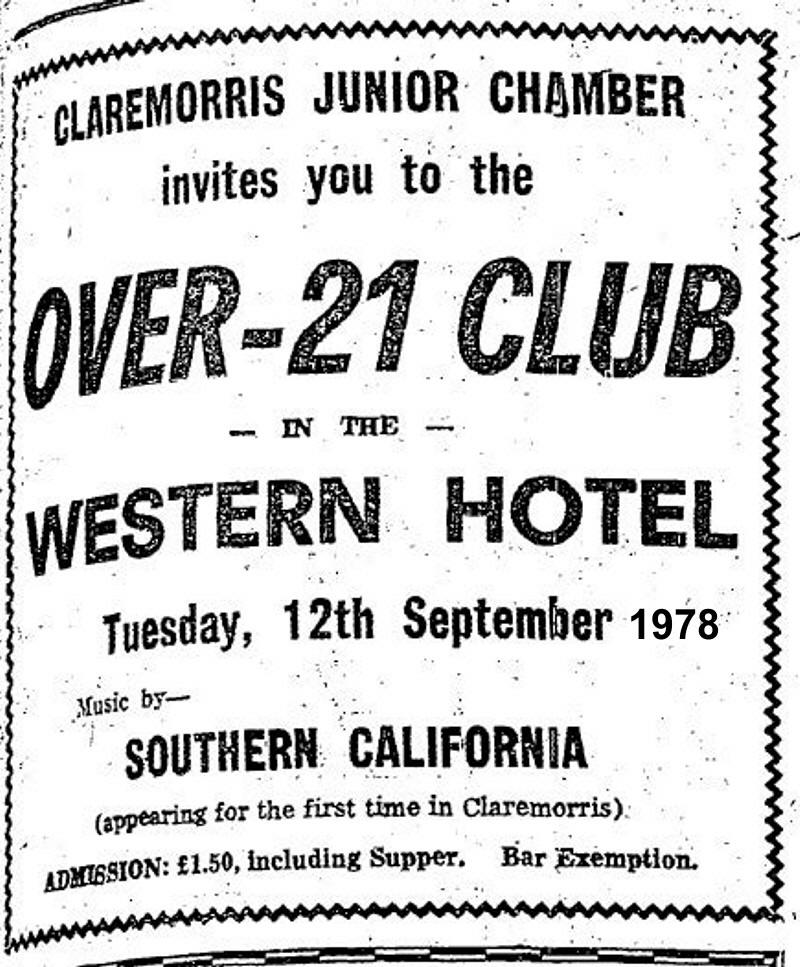 CLAREMORRIS JUNIOR CHAMBER
invites you to the
OVER-21 CLUB
— IN THE —
WESTERN HOTEL
Tuesday, 12th September 1978
Music by—
SOUTHERN CALIFORNIA
(appearing for the first time in Claremorris)
ADMISSION: £1.50, including Supper. Bar Exemption.